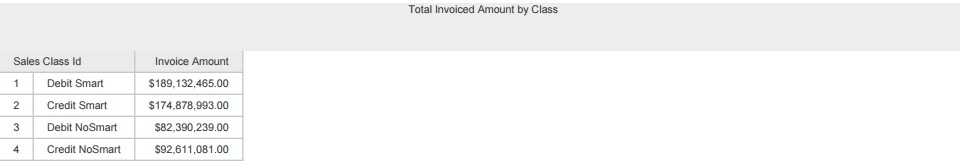 Total Invoiced Amount by Class
Sales Class Id Invoice Amount
1 Debit Smart $189,132,465.00
2 Credit Smart $174,878,993.00
3 Debit NoSmart $82,390,239.00
4 Credit NoSmart $92,611,081.00